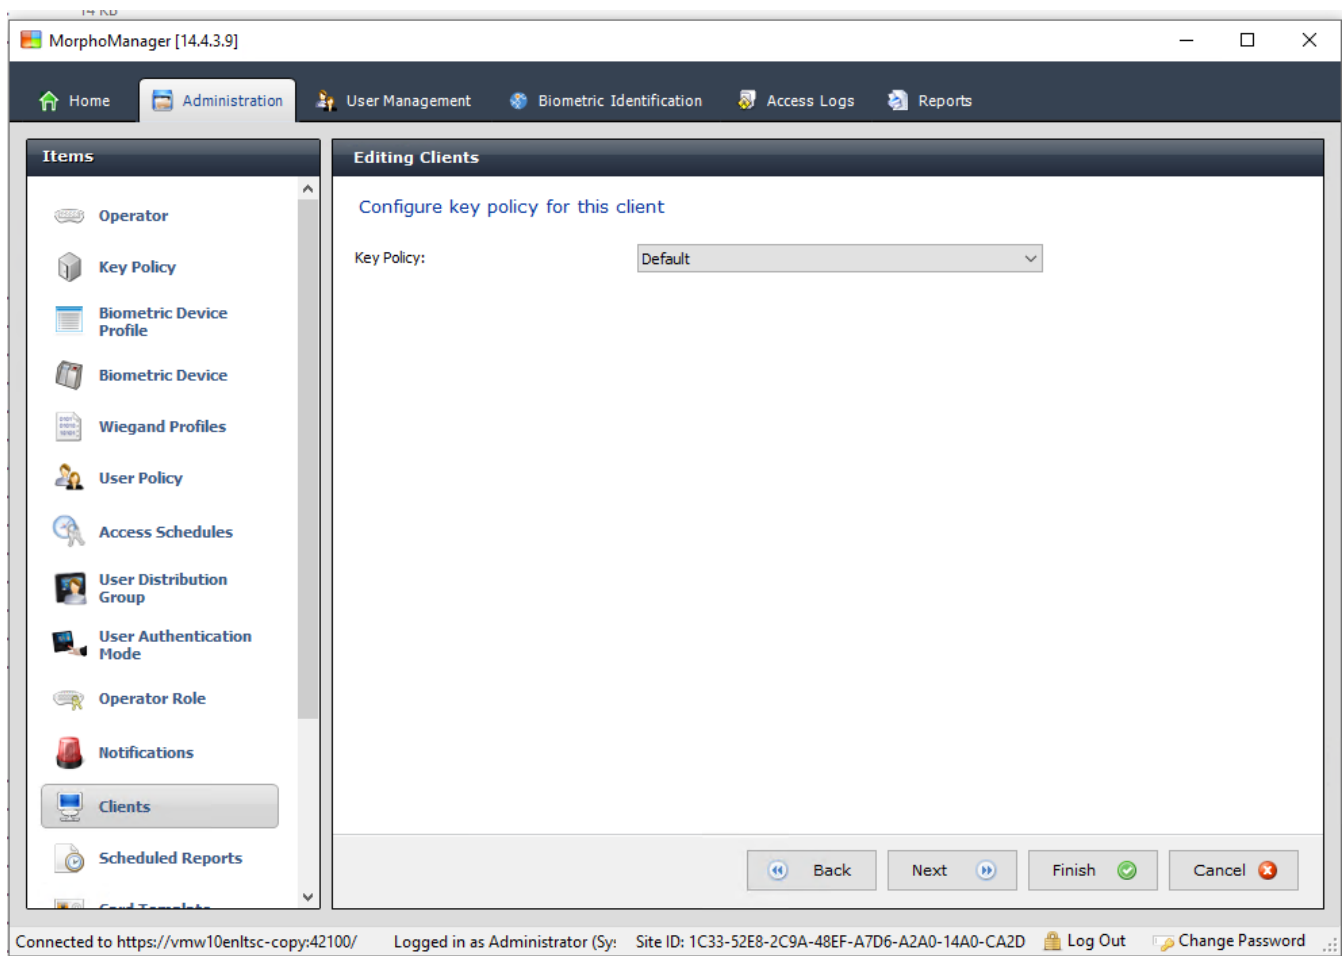 MorphoManager [14.4.3.9]
Home
Administration
User Management
Biometric Identification
Access Logs
Reports
Items
Operator
Key Policy
Biometric Device
Profile
Biometric Device
Wiegand Profiles
User Policy
Access Schedules
User Distribution
Group
User Authentication
Mode
Operator Role
Notifications
Clients
Scheduled Reports
Editing Clients
Configure key policy for this client
Key Policy:
Default
Back
Next
Finish
Cancel
Connected to https://vmw10enltsc-copy:42100/
Logged in as Administrator (Sy
Site ID: 1C33-52E8-2C9A-48EF-A7D6-A2A0-14A0-CA2D
Log Out
Change Password